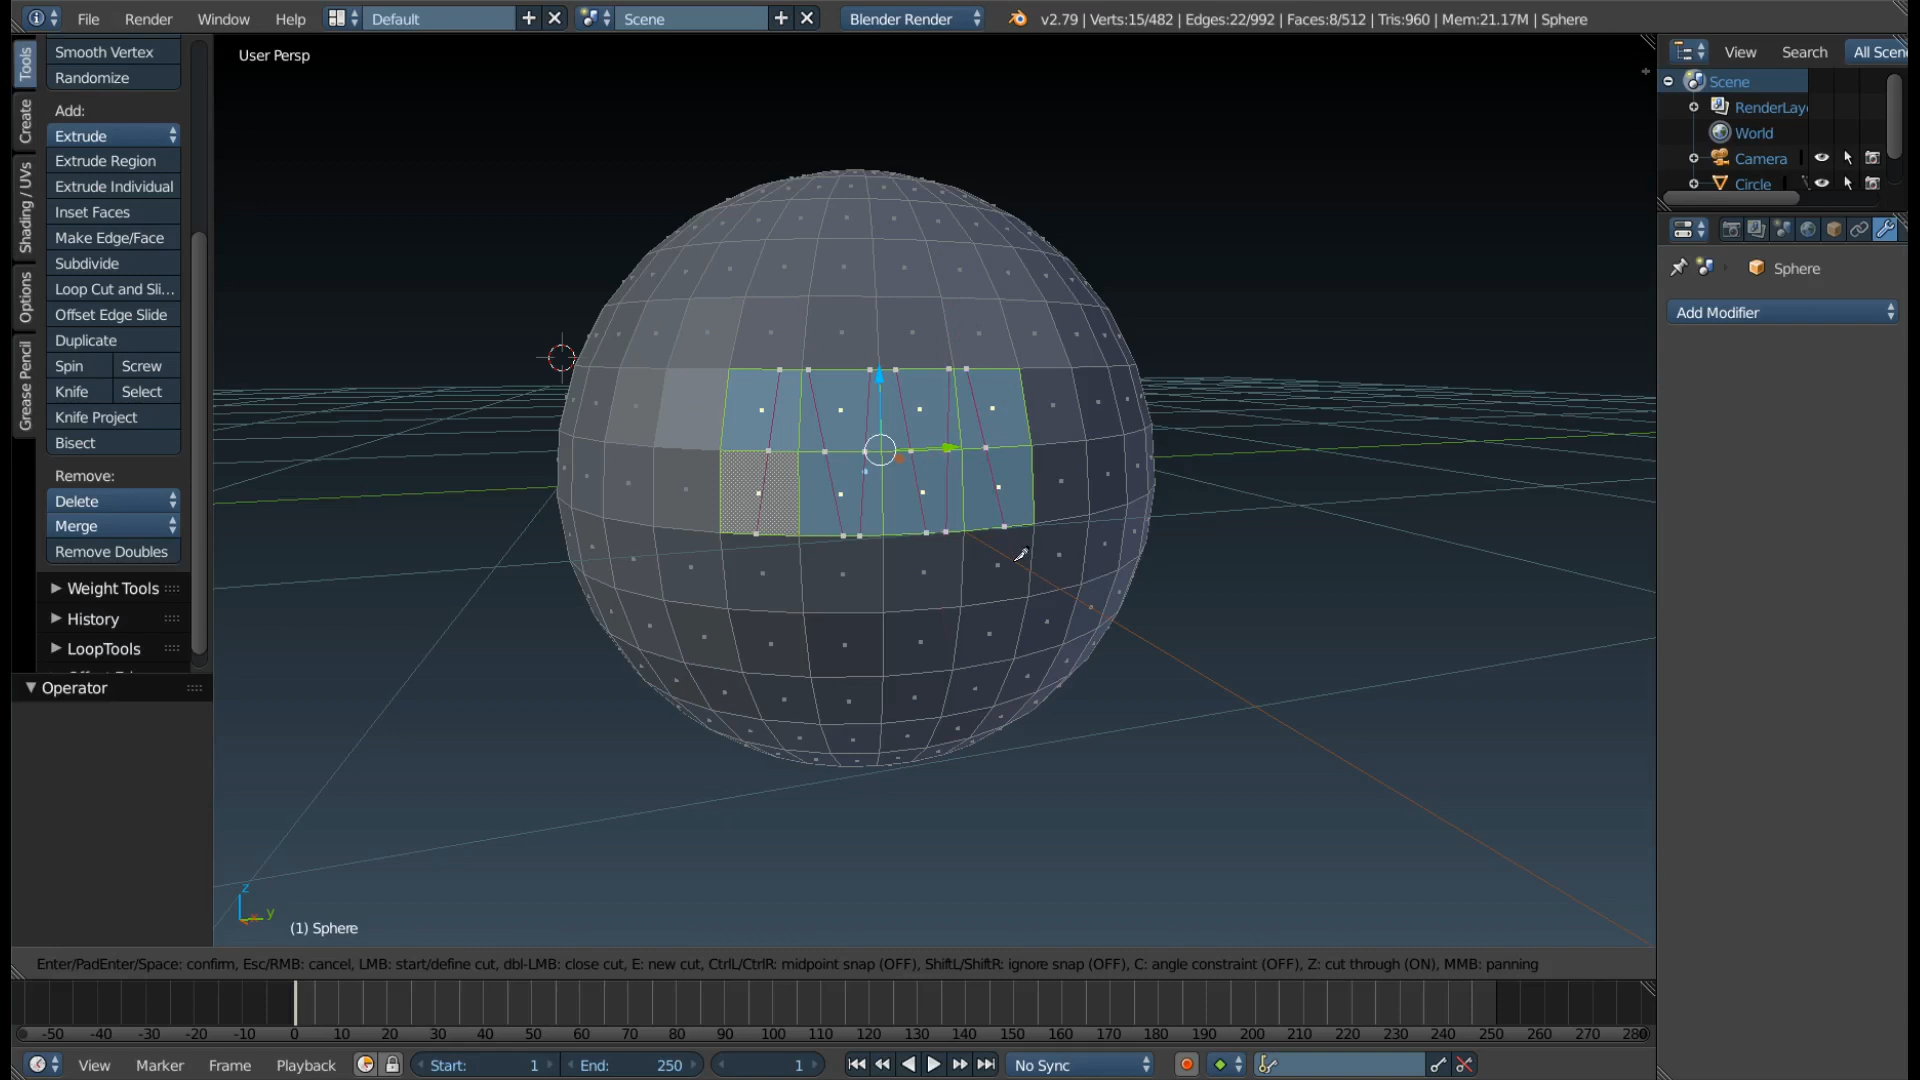 File Render Window Help Default Scene Blender Render v2.79 | Verts:15/482 | Edges:22/992 | Faces:8/512 | Tris:960 | Mem:21.17M | Sphere
Tools
Create
Shading / UVs
Options
Grease Pencil
Smooth Vertex
Randomize
Add:
Extrude
Extrude Region
Extrude Individual
Inset Faces
Make Edge/Face
Subdivide
Loop Cut and Sli...
Offset Edge Slide
Duplicate
Spin Screw
Knife Select
Knife Project
Bisect
Remove:
Delete
Merge
Remove Doubles
Weight Tools
History
LoopTools
Operator
User Persp
z
y
(1) Sphere
View Search All Scen
Scene
RenderLay
World
Camera
Circle
Sphere
Add Modifier
Enter/PadEnter/Space: confirm, Esc/RMB: cancel, LMB: start/define cut, dbl-LMB: close cut, E: new cut, CtrlL/CtrlR: midpoint snap (OFF), ShiftL/ShiftR: ignore snap (OFF), C: angle constraint (OFF), Z: cut through (ON), MMB: panning
-50 -40 -30 -20 -10 0 10 20 30 40 50 60 70 80 90 100 110 120 130 140 150 160 170 180 190 200 210 220 230 240 250 260 270 280
View Marker Frame Playback Start: 1 End: 250 1 No Sync